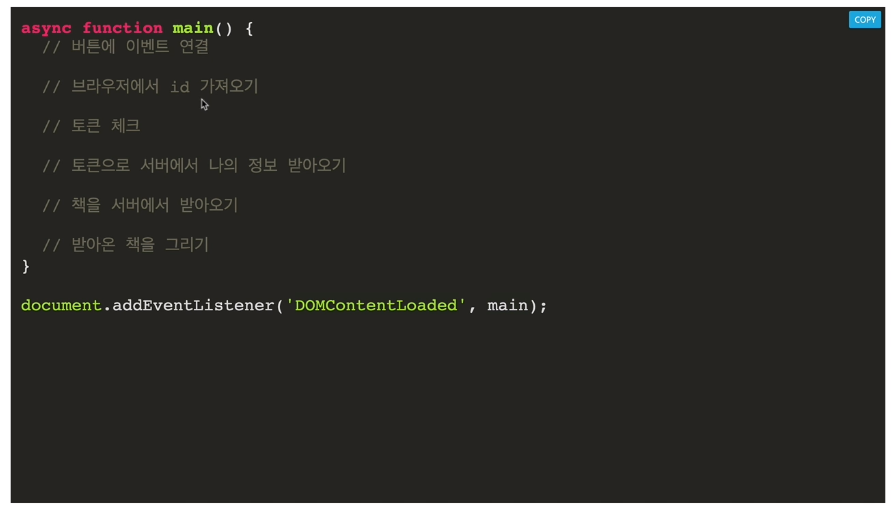 COPY
async function main() {
// 버튼에 이벤트 연결
// 브라우저에서 id 가져오기
// 토큰 체크
// 토큰으로 서버에서 나의 정보 받아오기
// 책을 서버에서 받아오기
// 받아온 책을 그리기
}
document.addEventListener('DOMContentLoaded', main);